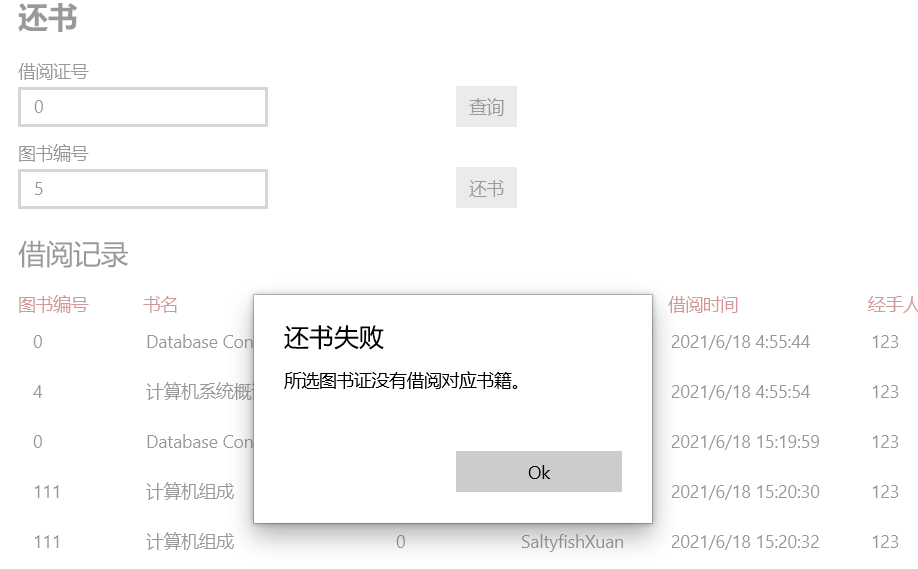 还书
借阅证号
0 查询
图书编号
5 还书
借阅记录
图书编号 书名 借阅时间 经手人
还书失败
0 Database Con 2021/6/18 4:55:44 123
所选图书证没有借阅对应书籍。
4 计算机系统概 2021/6/18 4:55:54 123
0 Database Con 2021/6/18 15:19:59 123
Ok
111 计算机组成 2021/6/18 15:20:30 123
111 计算机组成 0 SaltyfishXuan 2021/6/18 15:20:32 123